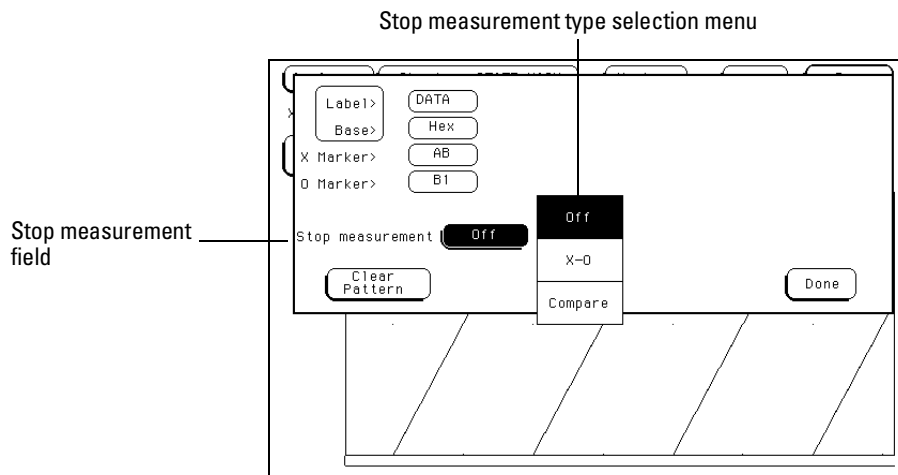 Stop measurement type selection menu
Label> DATA
Base> Hex
X Marker> AB
O Marker> B1
Stop measurement field
Stop measurement Off
Off
X-O
Compare
Clear Pattern
Done